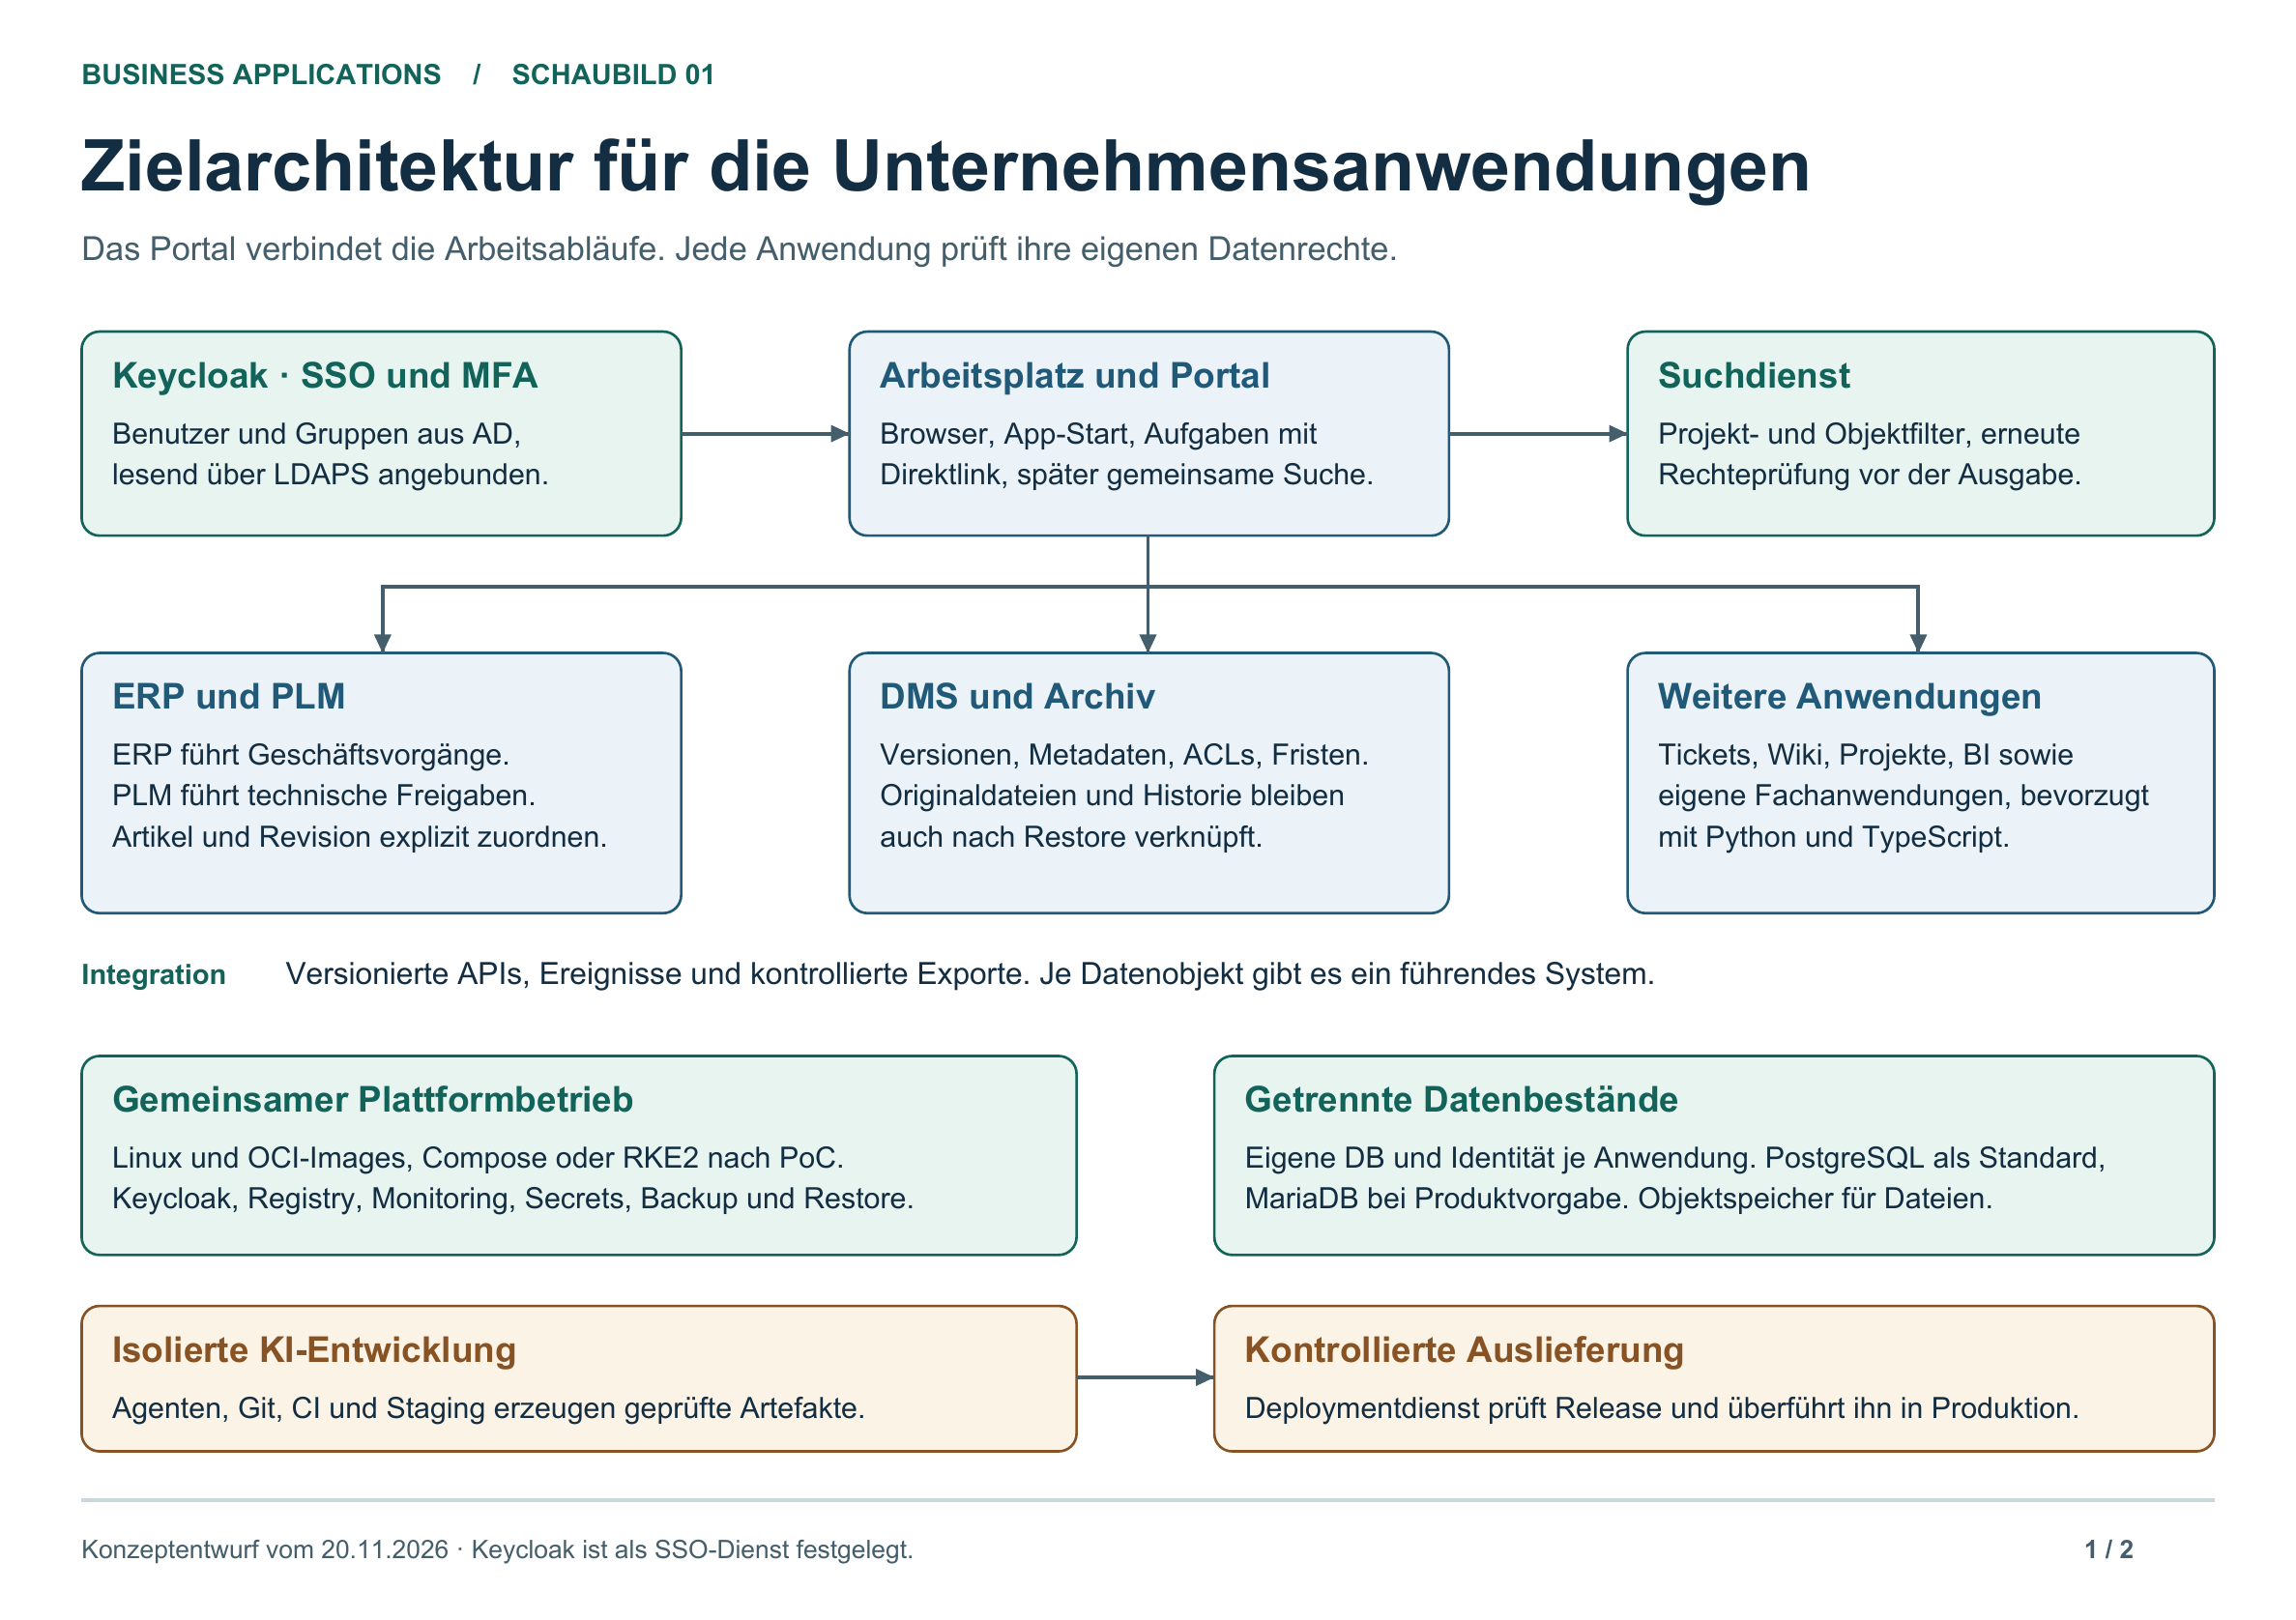 BUSINESS APPLICATIONS / SCHAUBILD 01
Zielarchitektur für die Unternehmensanwendungen
Das Portal verbindet die Arbeitsabläufe. Jede Anwendung prüft ihre eigenen Datenrechte.
Keycloak · SSO und MFA
Benutzer und Gruppen aus AD,
lesend über LDAPS angebunden.
Arbeitsplatz und Portal
Browser, App-Start, Aufgaben mit
Direktlink, später gemeinsame Suche.
Suchdienst
Projekt- und Objektfilter, erneute
Rechteprüfung vor der Ausgabe.
ERP und PLM
ERP führt Geschäftsvorgänge.
PLM führt technische Freigaben.
Artikel und Revision explizit zuordnen.
DMS und Archiv
Versionen, Metadaten, ACLs, Fristen.
Originaldateien und Historie bleiben
auch nach Restore verknüpft.
Weitere Anwendungen
Tickets, Wiki, Projekte, BI sowie
eigene Fachanwendungen, bevorzugt
mit Python und TypeScript.
Integration Versionierte APIs, Ereignisse und kontrollierte Exporte. Je Datenobjekt gibt es ein führendes System.
Gemeinsamer Plattformbetrieb
Linux und OCI-Images, Compose oder RKE2 nach PoC.
Keycloak, Registry, Monitoring, Secrets, Backup und Restore.
Getrennte Datenbestände
Eigene DB und Identität je Anwendung. PostgreSQL als Standard,
MariaDB bei Produktvorgabe. Objektspeicher für Dateien.
Isolierte KI-Entwicklung
Agenten, Git, CI und Staging erzeugen geprüfte Artefakte.
Kontrollierte Auslieferung
Deploymentdienst prüft Release und überführt ihn in Produktion.
Konzeptentwurf vom 20.11.2026 · Keycloak ist als SSO-Dienst festgelegt.
1 / 2